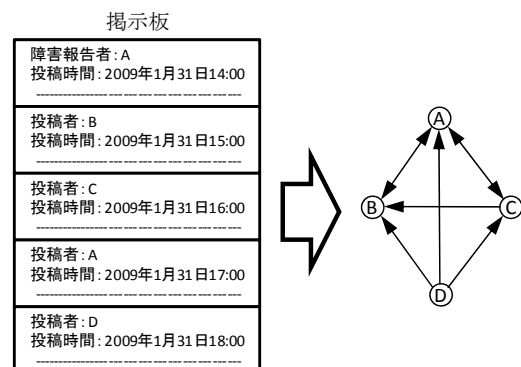 掲示板
障害報告者：A
投稿時間：2009年1月31日14:00
投稿者：B
投稿時間：2009年1月31日15:00
投稿者：C
投稿時間：2009年1月31日16:00
投稿者：A
投稿時間：2009年1月31日17:00
投稿者：D
投稿時間：2009年1月31日18:00
A
B
C
D